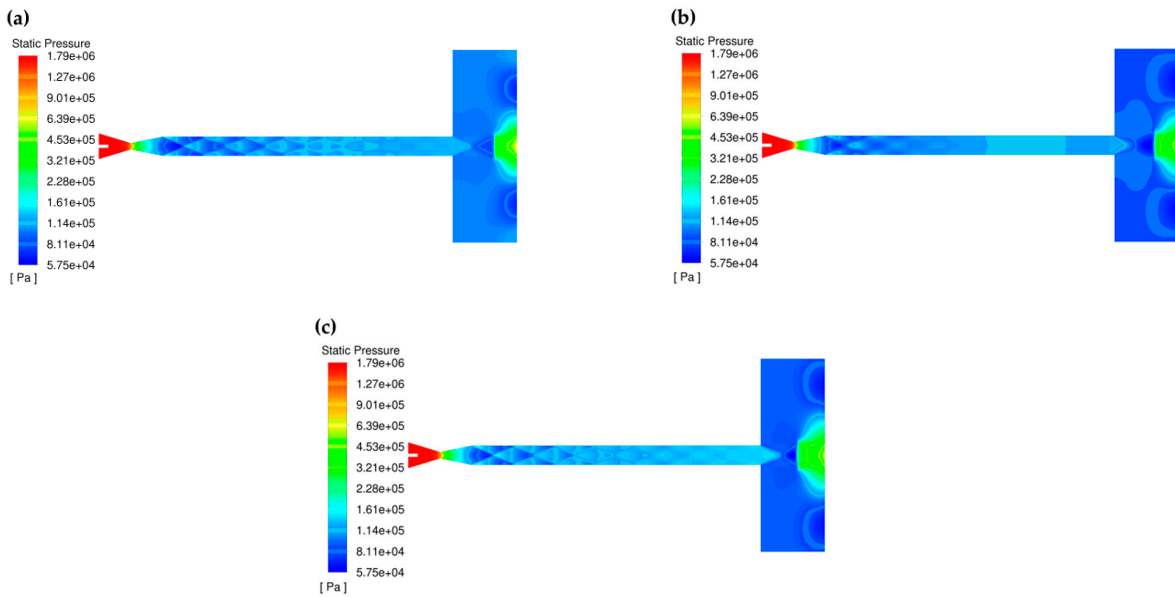 (a)
Static Pressure
1.79e+06
1.27e+06
9.01e+05
6.39e+05
4.53e+05
3.21e+05
2.28e+05
1.61e+05
1.14e+05
8.11e+04
5.75e+04
[ Pa ]
(b)
Static Pressure
1.79e+06
1.27e+06
9.01e+05
6.39e+05
4.53e+05
3.21e+05
2.28e+05
1.61e+05
1.14e+05
8.11e+04
5.75e+04
[ Pa ]
(c)
Static Pressure
1.79e+06
1.27e+06
9.01e+05
6.39e+05
4.53e+05
3.21e+05
2.28e+05
1.61e+05
1.14e+05
8.11e+04
5.75e+04
[ Pa ]